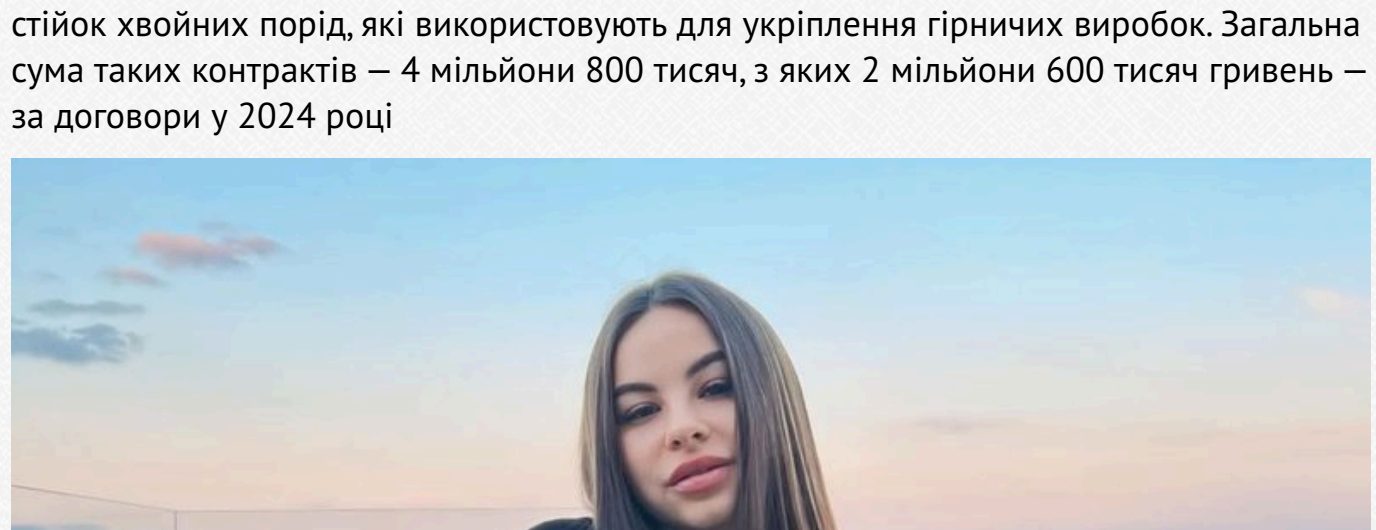 стійок хвойних порід, які використовують для укріплення гірничих виробок. Загальна
сума таких контрактів — 4 мільйони 800 тисяч, з яких 2 мільйони 600 тисяч гривень —
за договори у 2024 році